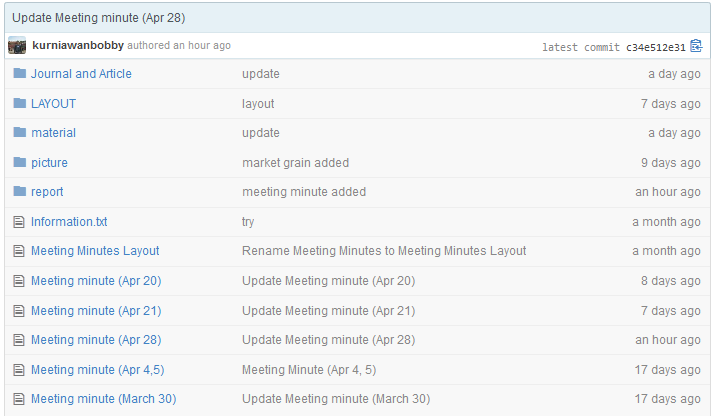 Update Meeting minute (Apr 28)
kurniawanbobby authored an hour ago latest commit c34e512e31
Journal and Article update a day ago
LAYOUT layout 7 days ago
material update a day ago
picture market grain added 9 days ago
report meeting minute added an hour ago
Information.txt try a month ago
Meeting Minutes Layout Rename Meeting Minutes to Meeting Minutes Layout a month ago
Meeting minute (Apr 20) Update Meeting minute (Apr 20) 8 days ago
Meeting minute (Apr 21) Update Meeting minute (Apr 21) 7 days ago
Meeting minute (Apr 28) Update Meeting minute (Apr 28) an hour ago
Meeting minute (Apr 4,5) Meeting Minute (Apr 4, 5) 17 days ago
Meeting minute (March 30) Update Meeting minute (March 30) 17 days ago